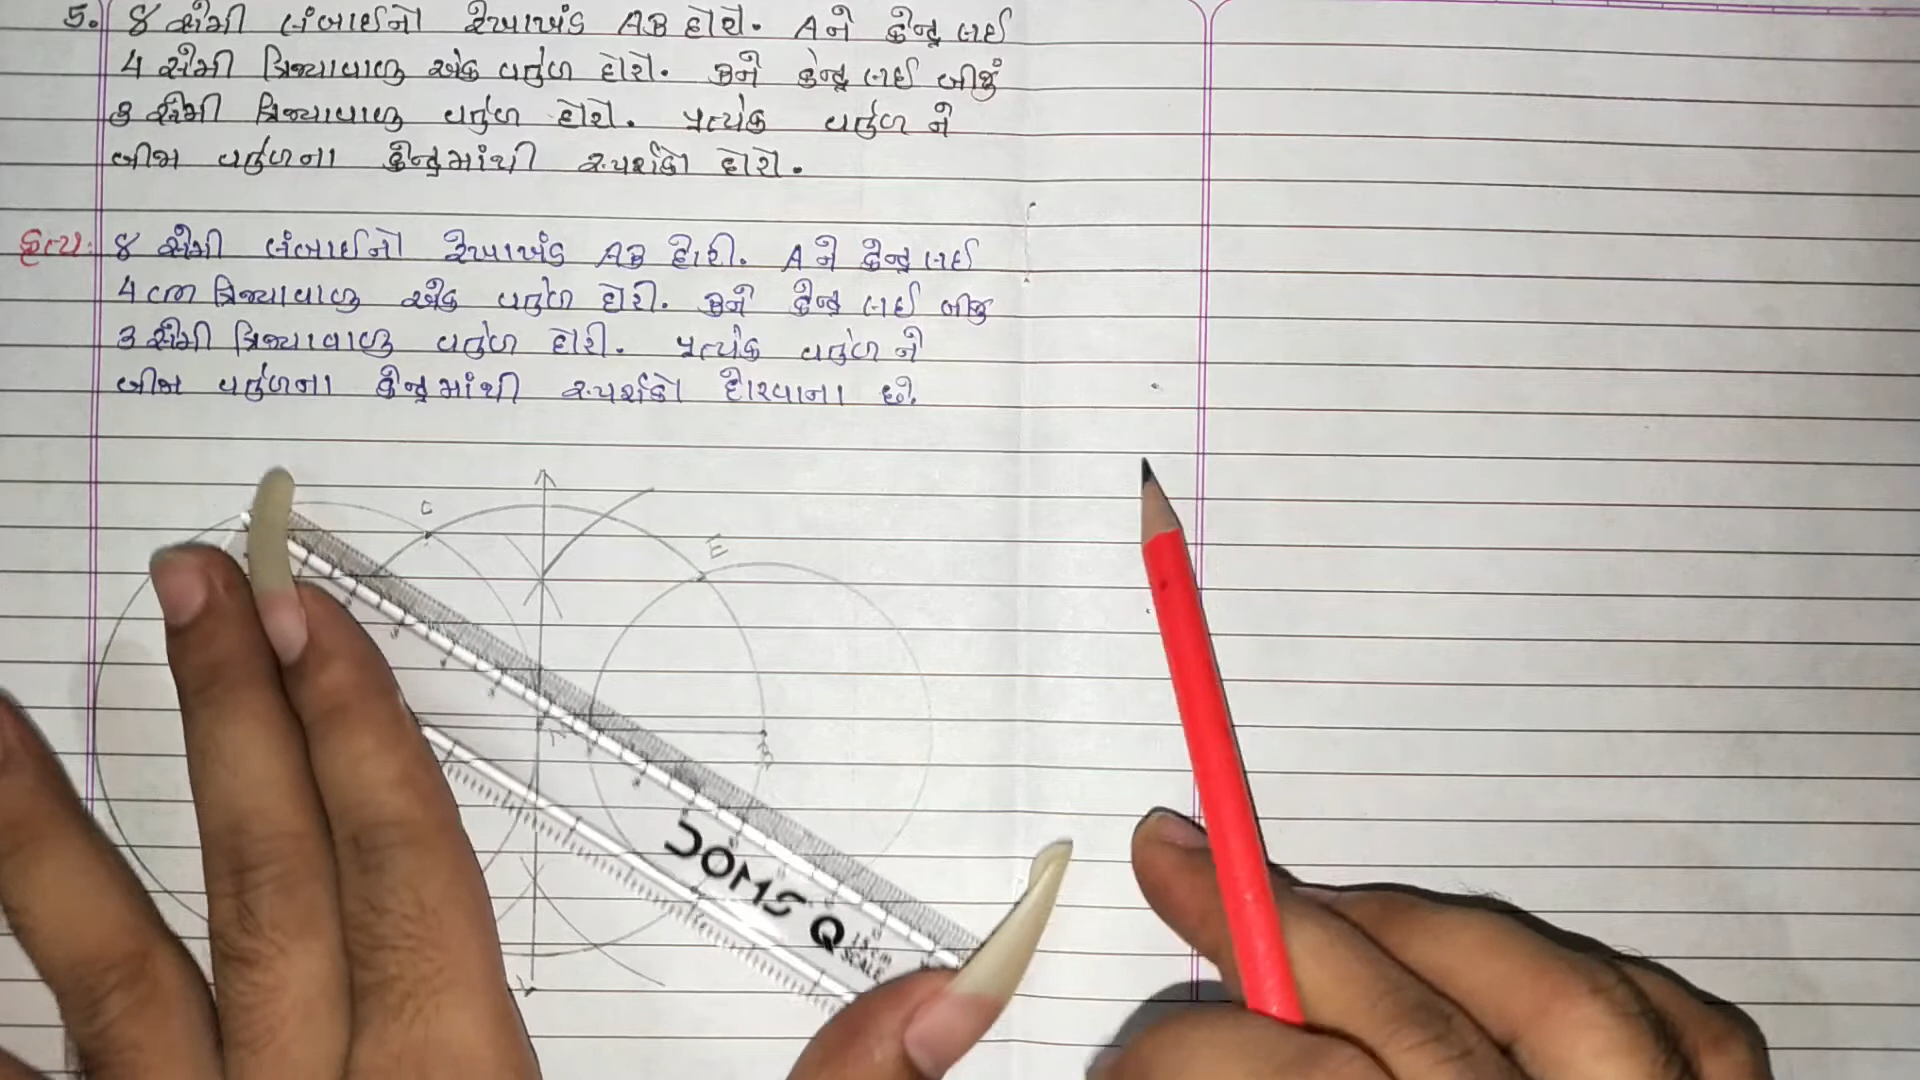 5. 8 સેમી લંબાઈનો રેખાખંડ AB દોરો. A ને કેન્દ્ર લઈ
4 સેમી ત્રિજ્યાવાળુ એક વર્તુળ દોરો. B ને કેન્દ્ર લઈ બીજું
3 સેમી ત્રિજ્યાવાળુ વર્તુળ દોરો. પ્રત્યેક વર્તુળ ને
બીજા વર્તુળના કેન્દ્રમાંથી સ્પર્શકો દોરો.
કૃત્ય: 8 સેમી લંબાઈનો રેખાખંડ AB દોરી. A ને કેન્દ્ર લઈ
4 cm ત્રિજ્યાવાળુ એક વર્તુળ દોરી. B ને કેન્દ્ર લઈ બીજુ
3 સેમી ત્રિજ્યાવાળુ વર્તુળ દોરી. પ્રત્યેક વર્તુળ ને
બીજા વર્તુળના કેન્દ્રમાંથી સ્પર્શકો દોરવાના છે.
C
E
B
DOMS Q
SCALE